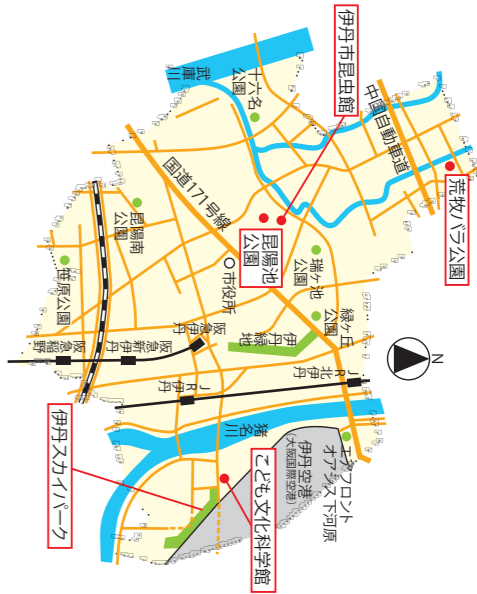 伊丹市昆虫館
荒牧バラ公園
中国自動車道
武庫川
十六名
公園
国道171号線
昆陽池
公園
瑞ヶ池
公園
緑ヶ丘
公園
N
昆陽南
公園
笹原公園
市役所
伊丹
緑地
阪急伊丹
阪急新伊丹
阪急稲野
JR北伊丹
JR伊丹
猪名川
エアフロント
オアシス下河原
伊丹空港
(大阪国際空港)
こども文化科学館
伊丹スカイパーク